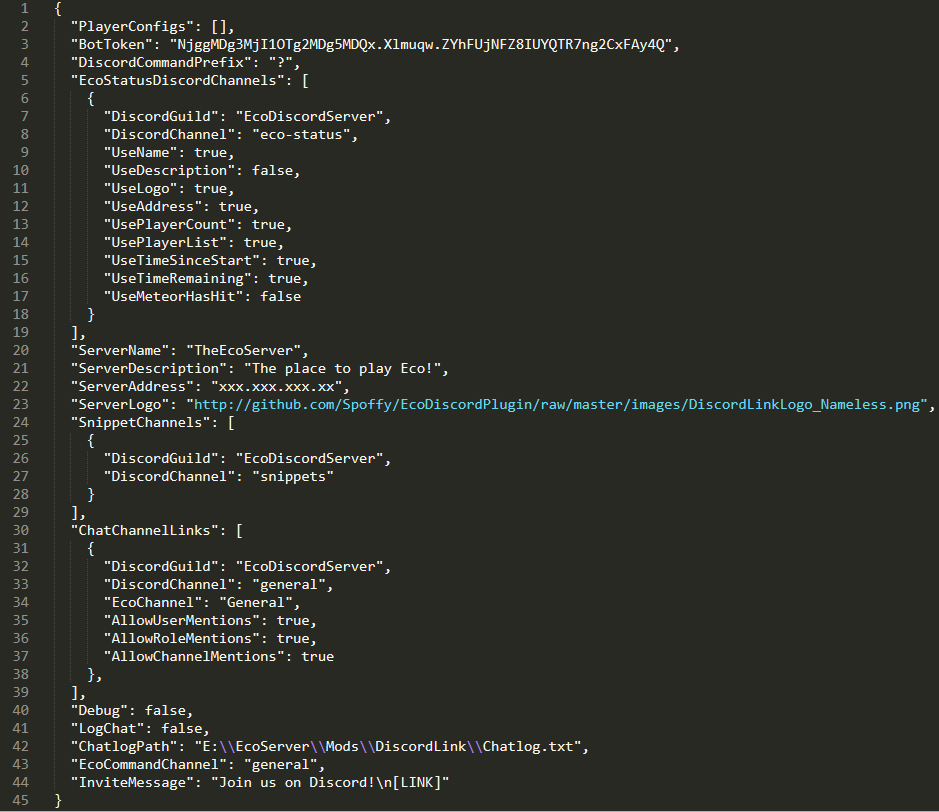 1 {
2 "PlayerConfigs": [],
3 "BotToken": "NjggMDg3MjI1OTg2MDg5MDQx.Xlmuqw.ZYhFUjNFZ8IUYQTR7ng2CxFAy4Q",
4 "DiscordCommandPrefix": "?",
5 "EcoStatusDiscordChannels": [
6 {
7 "DiscordGuild": "EcoDiscordServer",
8 "DiscordChannel": "eco-status",
9 "UseName": true,
10 "UseDescription": false,
11 "UseLogo": true,
12 "UseAddress": true,
13 "UsePlayerCount": true,
14 "UsePlayerList": true,
15 "UseTimeSinceStart": true,
16 "UseTimeRemaining": true,
17 "UseMeteorHasHit": false
18 }
19 ],
20 "ServerName": "TheEcoServer",
21 "ServerDescription": "The place to play Eco!",
22 "ServerAddress": "xxx.xxx.xxx.xx",
23 "ServerLogo": "http://github.com/Spoffy/EcoDiscordPlugin/raw/master/images/DiscordLinkLogo_Nameless.png",
24 "SnippetChannels": [
25 {
26 "DiscordGuild": "EcoDiscordServer",
27 "DiscordChannel": "snippets"
28 }
29 ],
30 "ChatChannelLinks": [
31 {
32 "DiscordGuild": "EcoDiscordServer",
33 "DiscordChannel": "general",
34 "EcoChannel": "General",
35 "AllowUserMentions": true,
36 "AllowRoleMentions": true,
37 "AllowChannelMentions": true
38 },
39 ],
40 "Debug": false,
41 "LogChat": false,
42 "ChatlogPath": "E:\\EcoServer\\Mods\\DiscordLink\\Chatlog.txt",
43 "EcoCommandChannel": "general",
44 "InviteMessage": "Join us on Discord!\n[LINK]"
45 }